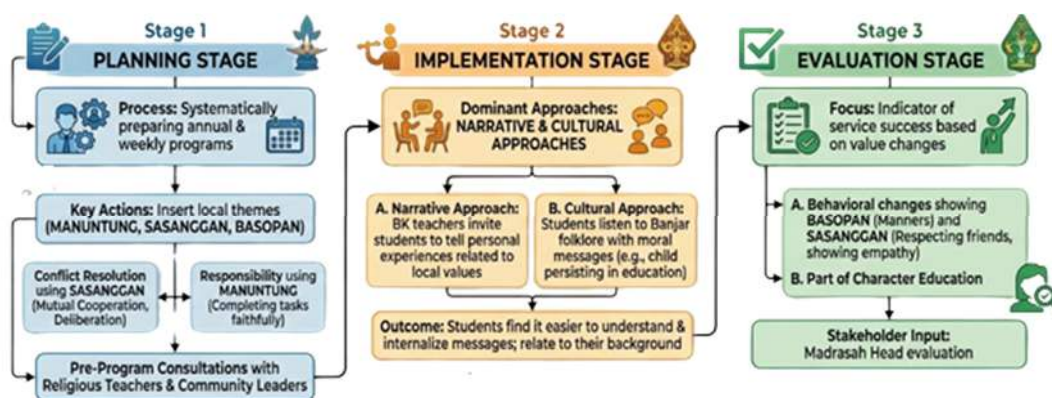 Stage 1
PLANNING STAGE
Process: Systematically
preparing annual &
weekly programs
Key Actions: Insert local themes
(MANUNTUNG, SASANGGAN, BASOPAN)
Conflict Resolution
using SASANGGAN
(Mutual Cooperation,
Deliberation)
Responsibility using
MANUNTUNG
(Completing tasks
faithfully)
Pre-Program Consultations with
Religious Teachers & Community Leaders
Stage 2
IMPLEMENTATION STAGE
Dominant Approaches:
NARRATIVE & CULTURAL
APPROACHES
A. Narrative Approach:
BK teachers invite
students to tell personal
experiences related to
local values
B. Cultural Approach:
Students listen to Banjar
folklore with moral
messages (e.g., child
persisting in education)
Outcome: Students find it easier to understand &
internalize messages; relate to their background
Stage 3
EVALUATION STAGE
Focus: Indicator of
service success based
on value changes
A. Behavioral changes showing
BASOPAN (Manners) and
SASANGGAN (Respecting friends,
showing empathy)
B. Part of Character Education
Stakeholder Input:
Madrasah Head evaluation